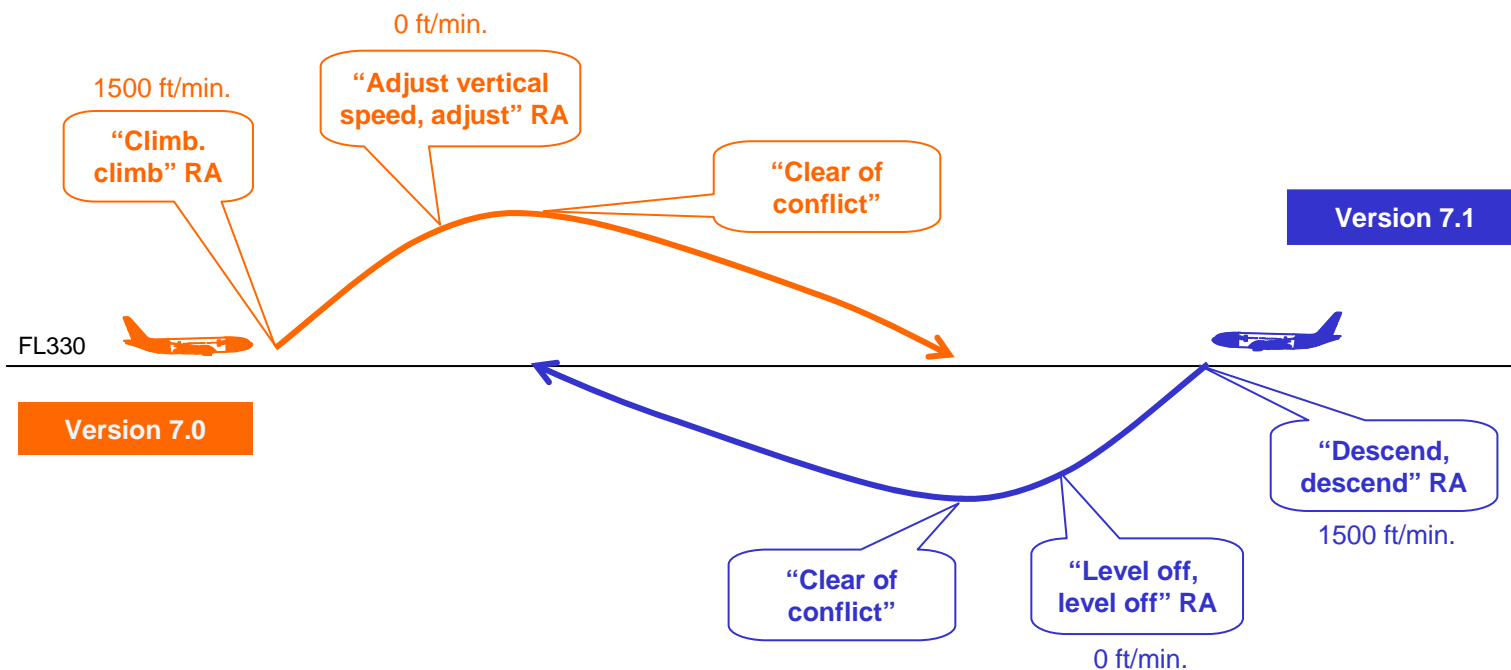 0 ft/min.
“Adjust vertical
speed, adjust” RA
1500 ft/min.
“Climb.
climb” RA
“Clear of
conflict”
Version 7.1
FL330
Version 7.0
“Descend,
descend” RA
1500 ft/min.
“Level off,
level off” RA
0 ft/min.
“Clear of
conflict”